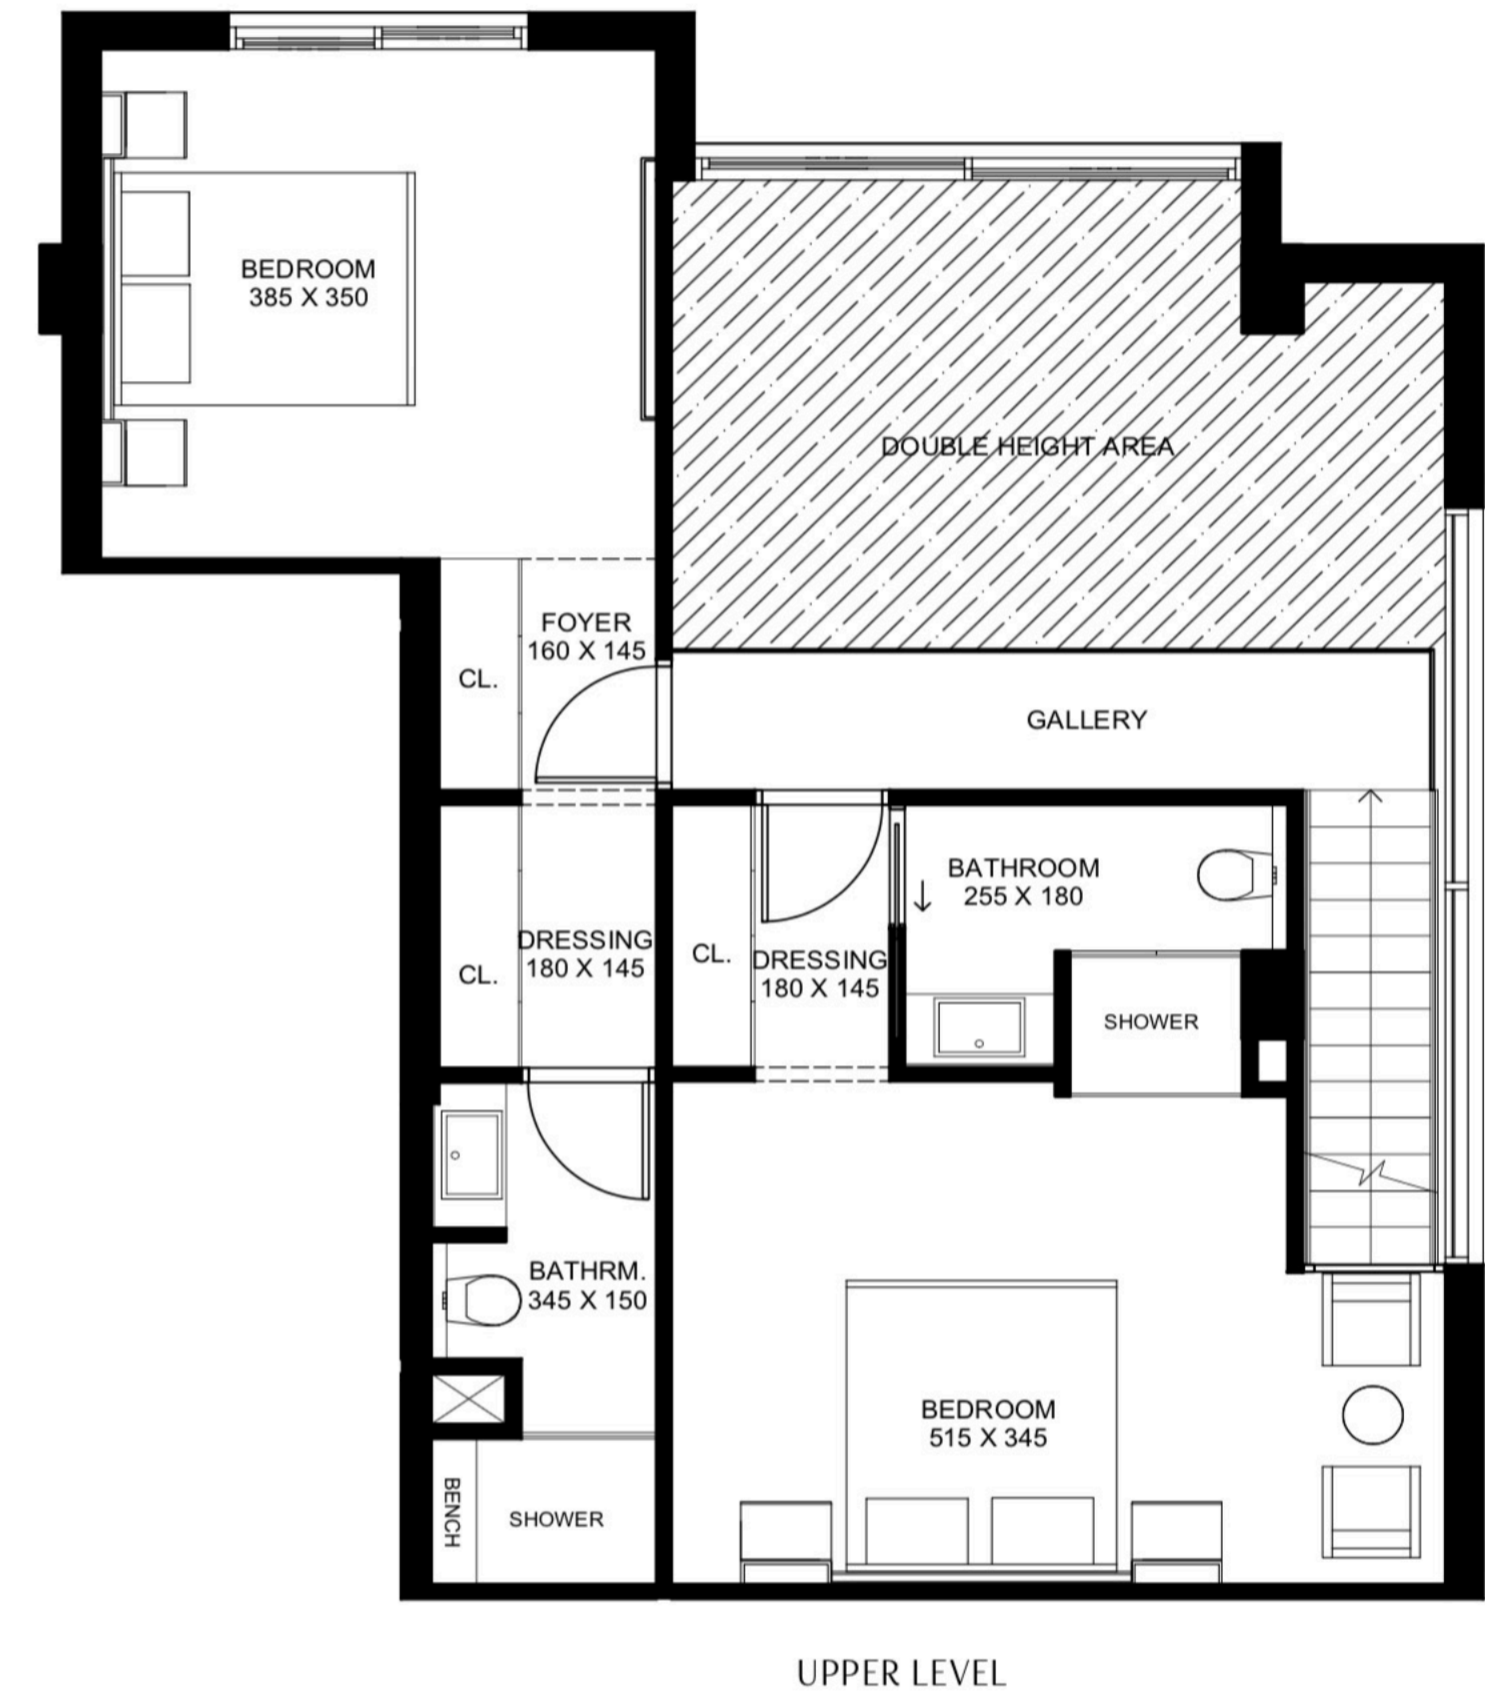 BEDROOM
385 X 350
DOUBLE HEIGHT AREA
FOYER
160 X 145
CL.
GALLERY
BATHROOM
255 X 180
DRESSING
180 X 145
CL.
CL.
DRESSING
180 X 145
SHOWER
BATHRM.
345 X 150
BEDROOM
515 X 345
BENCH
SHOWER
UPPER LEVEL